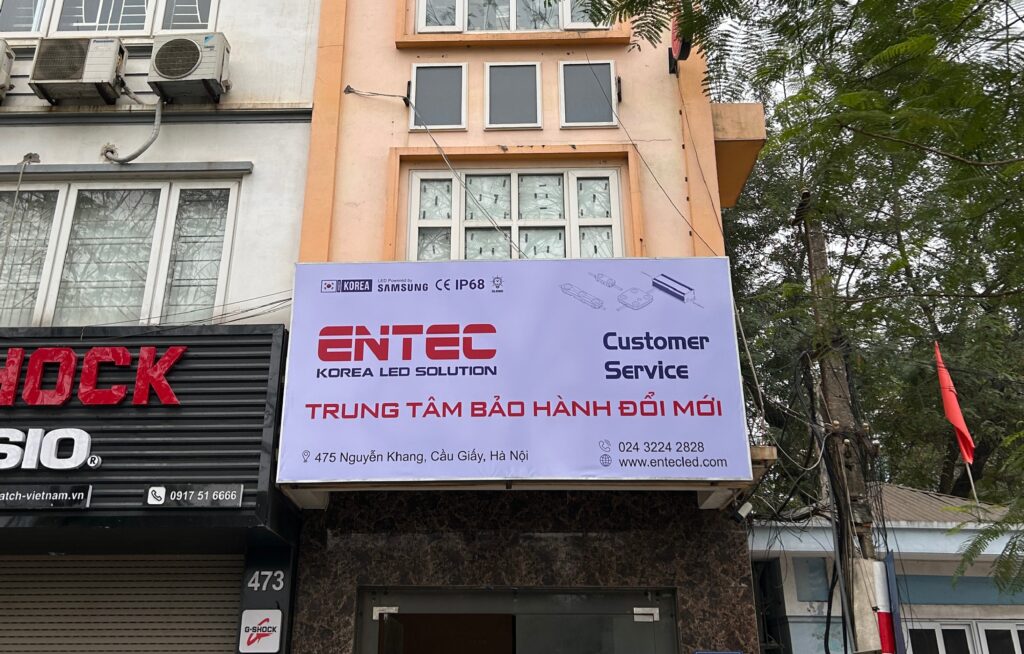 KOREA
LED Powered by
SAMSUNG
CE IP68
ENTEC
KOREA LED SOLUTION
Customer
Service
TRUNG TÂM BẢO HÀNH ĐỔI MỚI
475 Nguyễn Khang, Cầu Giấy, Hà Nội
024 3224 2828
www.entecled.com
HOCK
SIO®
atch-vietnam.vn
0917 51 6666
473
G-SHOCK
Panasonic